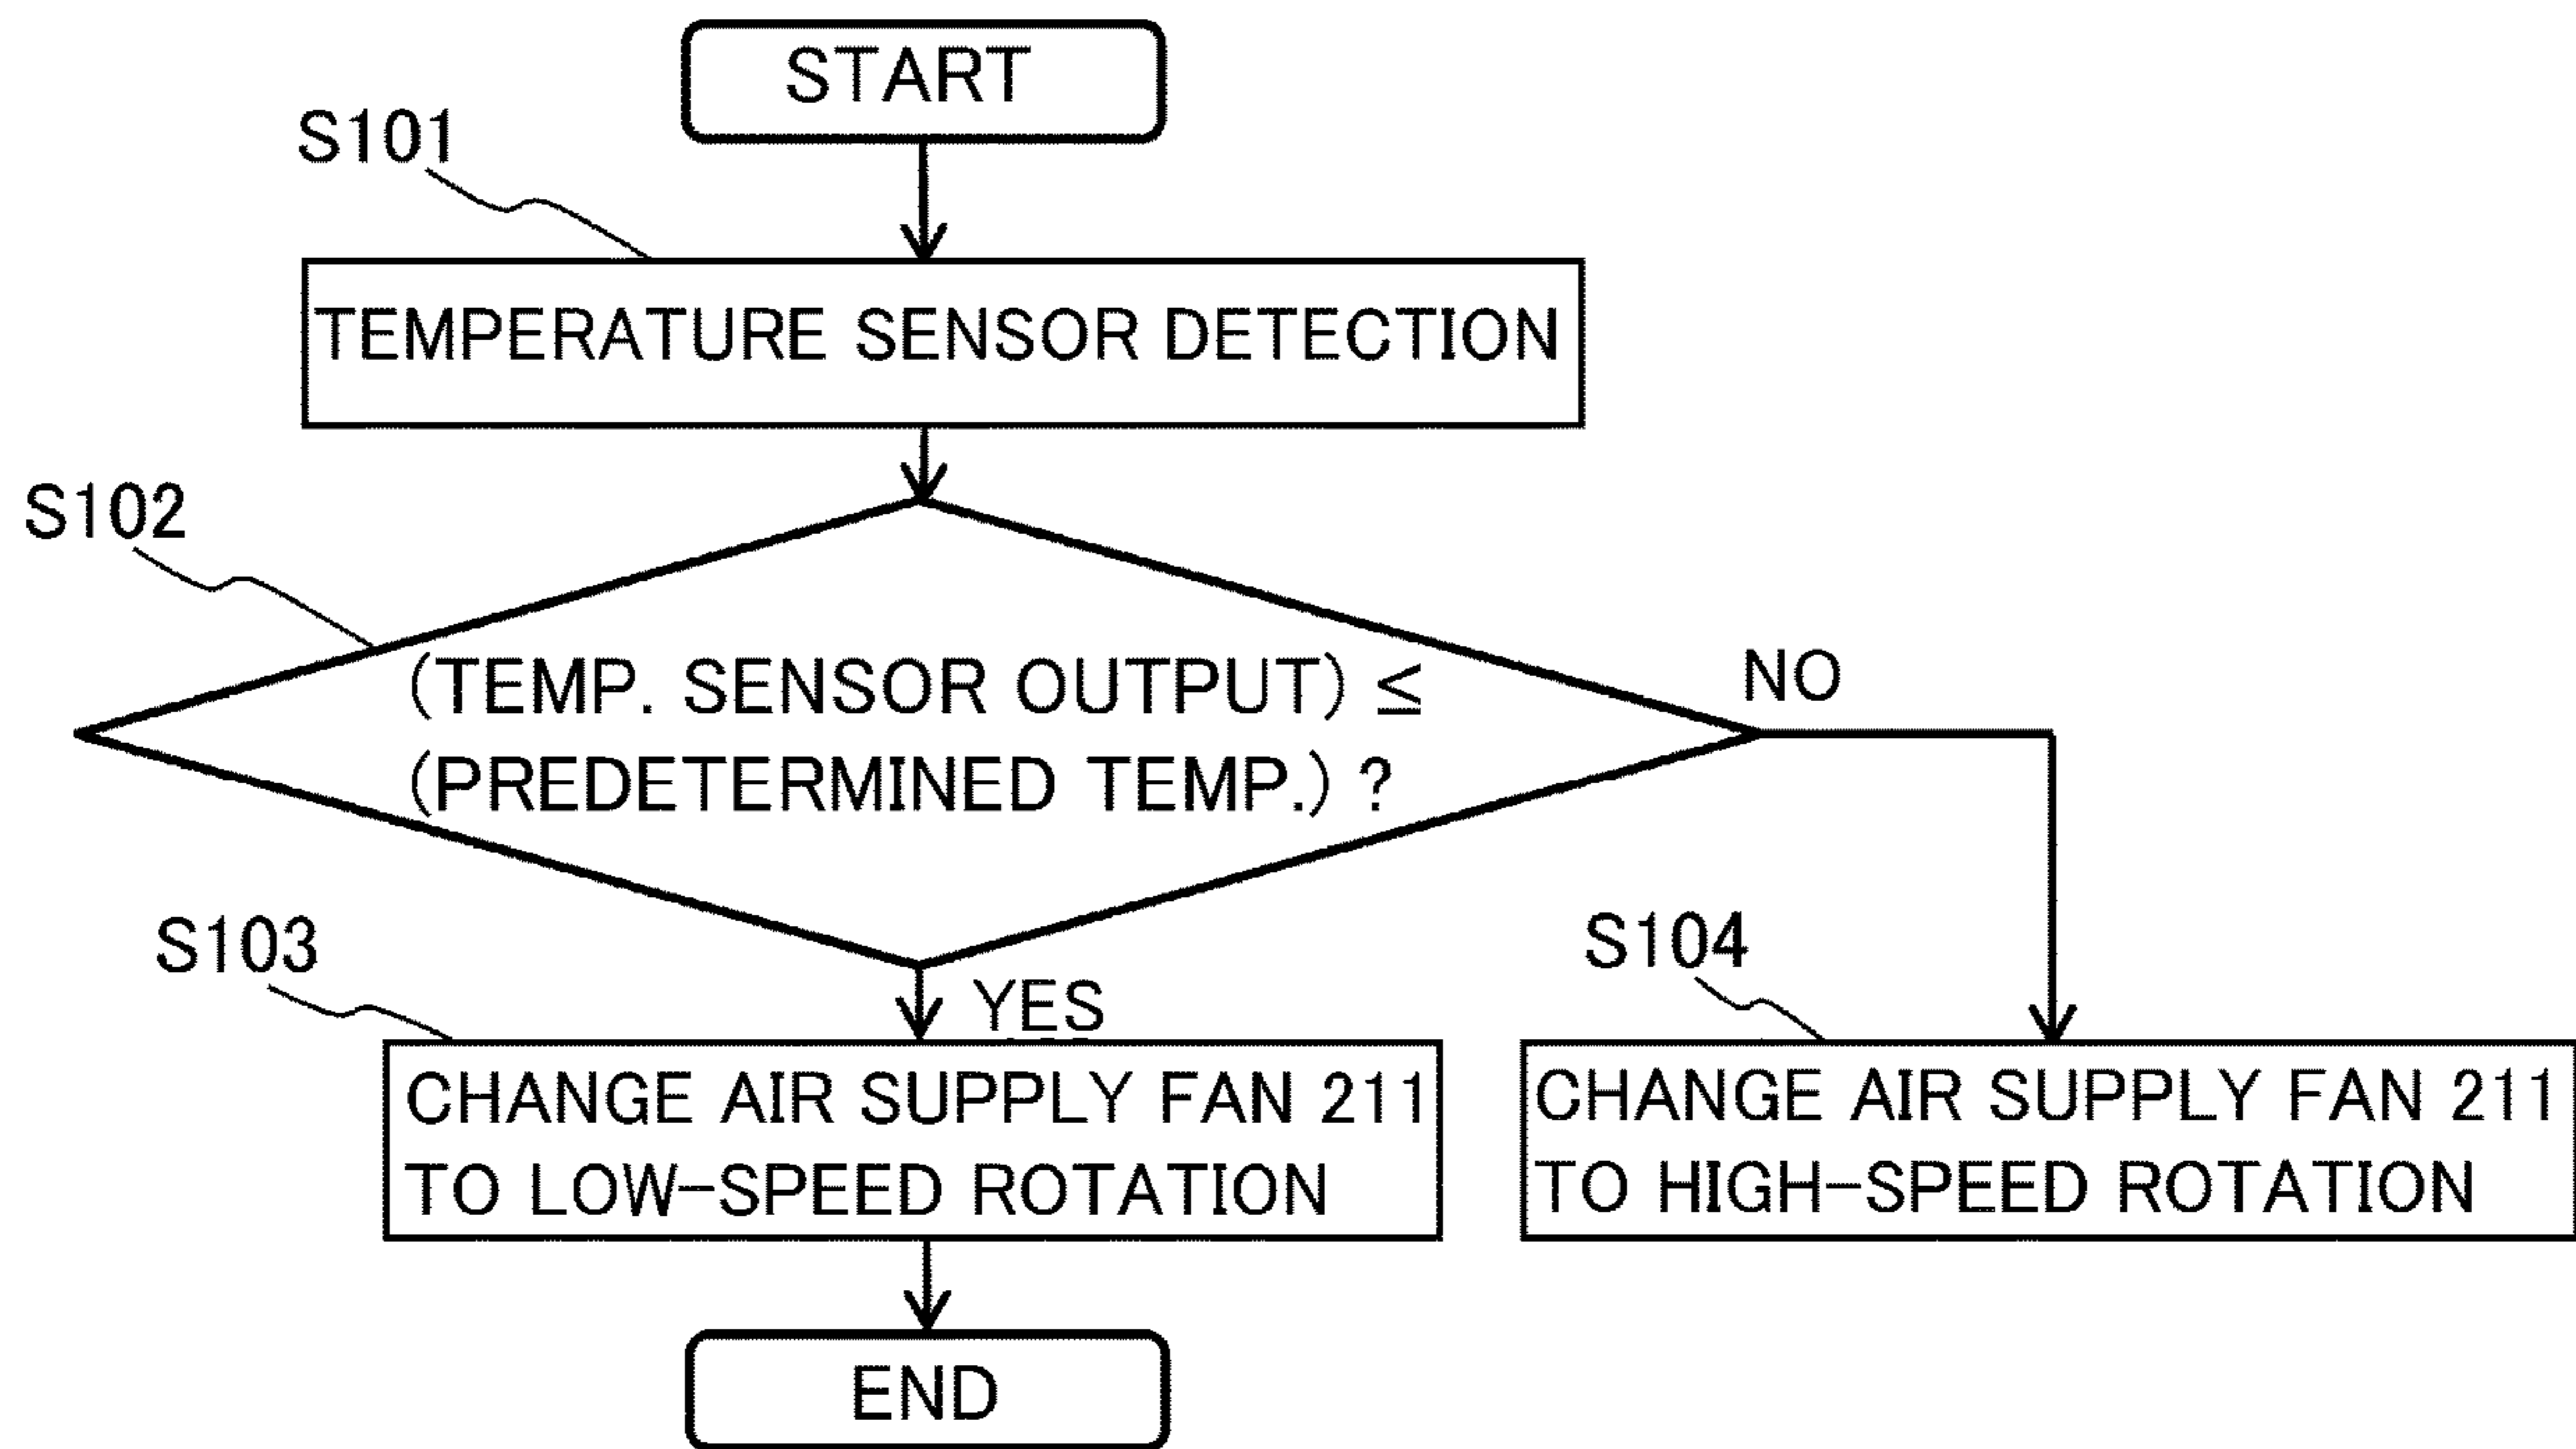 START
S101
TEMPERATURE SENSOR DETECTION
S102
(TEMP. SENSOR OUTPUT) ≤
(PREDETERMINED TEMP.) ?
NO
YES
S103
CHANGE AIR SUPPLY FAN 211
TO LOW-SPEED ROTATION
S104
CHANGE AIR SUPPLY FAN 211
TO HIGH-SPEED ROTATION
END